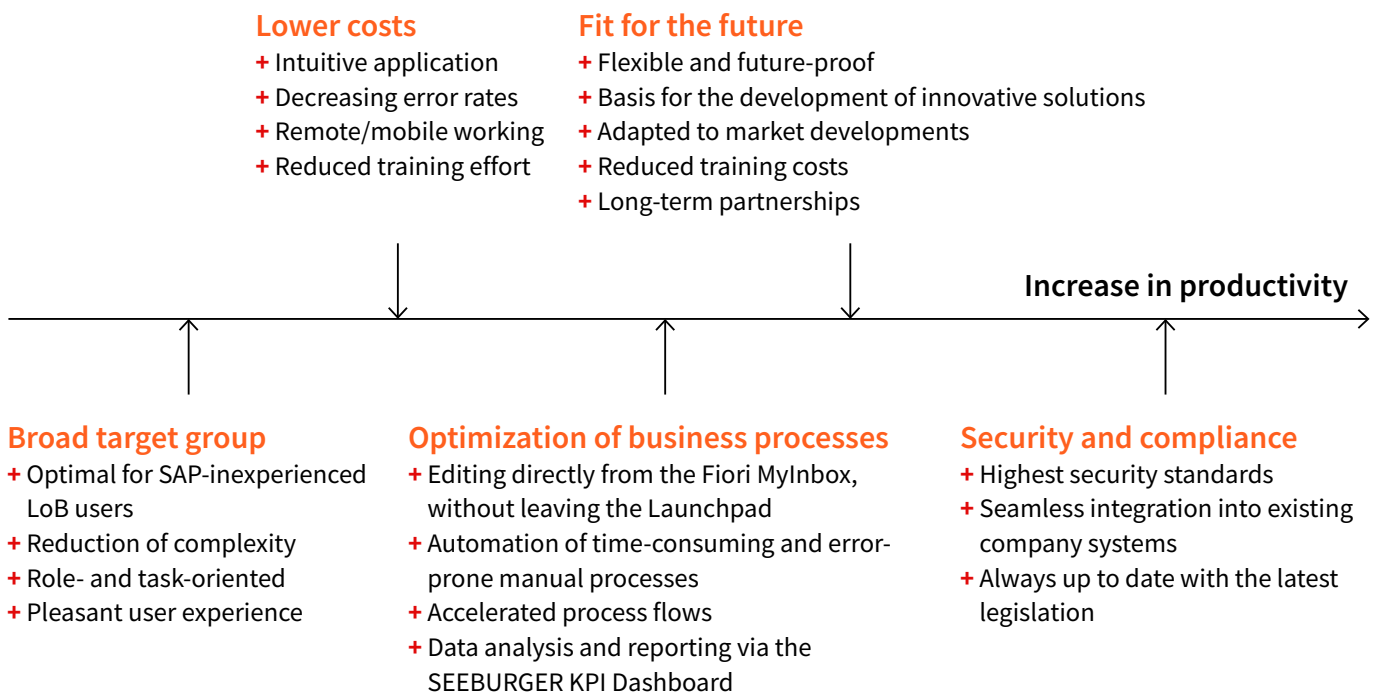 Lower costs
+ Intuitive application
+ Decreasing error rates
+ Remote/mobile working
+ Reduced training effort
Fit for the future
+ Flexible and future-proof
+ Basis for the development of innovative solutions
+ Adapted to market developments
+ Reduced training costs
+ Long-term partnerships
Increase in productivity
Broad target group
+ Optimal for SAP-inexperienced
LoB users
+ Reduction of complexity
+ Role- and task-oriented
+ Pleasant user experience
Optimization of business processes
+ Editing directly from the Fiori MyInbox,
without leaving the Launchpad
+ Automation of time-consuming and error-
prone manual processes
+ Accelerated process flows
+ Data analysis and reporting via the
SEEBURGER KPI Dashboard
Security and compliance
+ Highest security standards
+ Seamless integration into existing
company systems
+ Always up to date with the latest
legislation